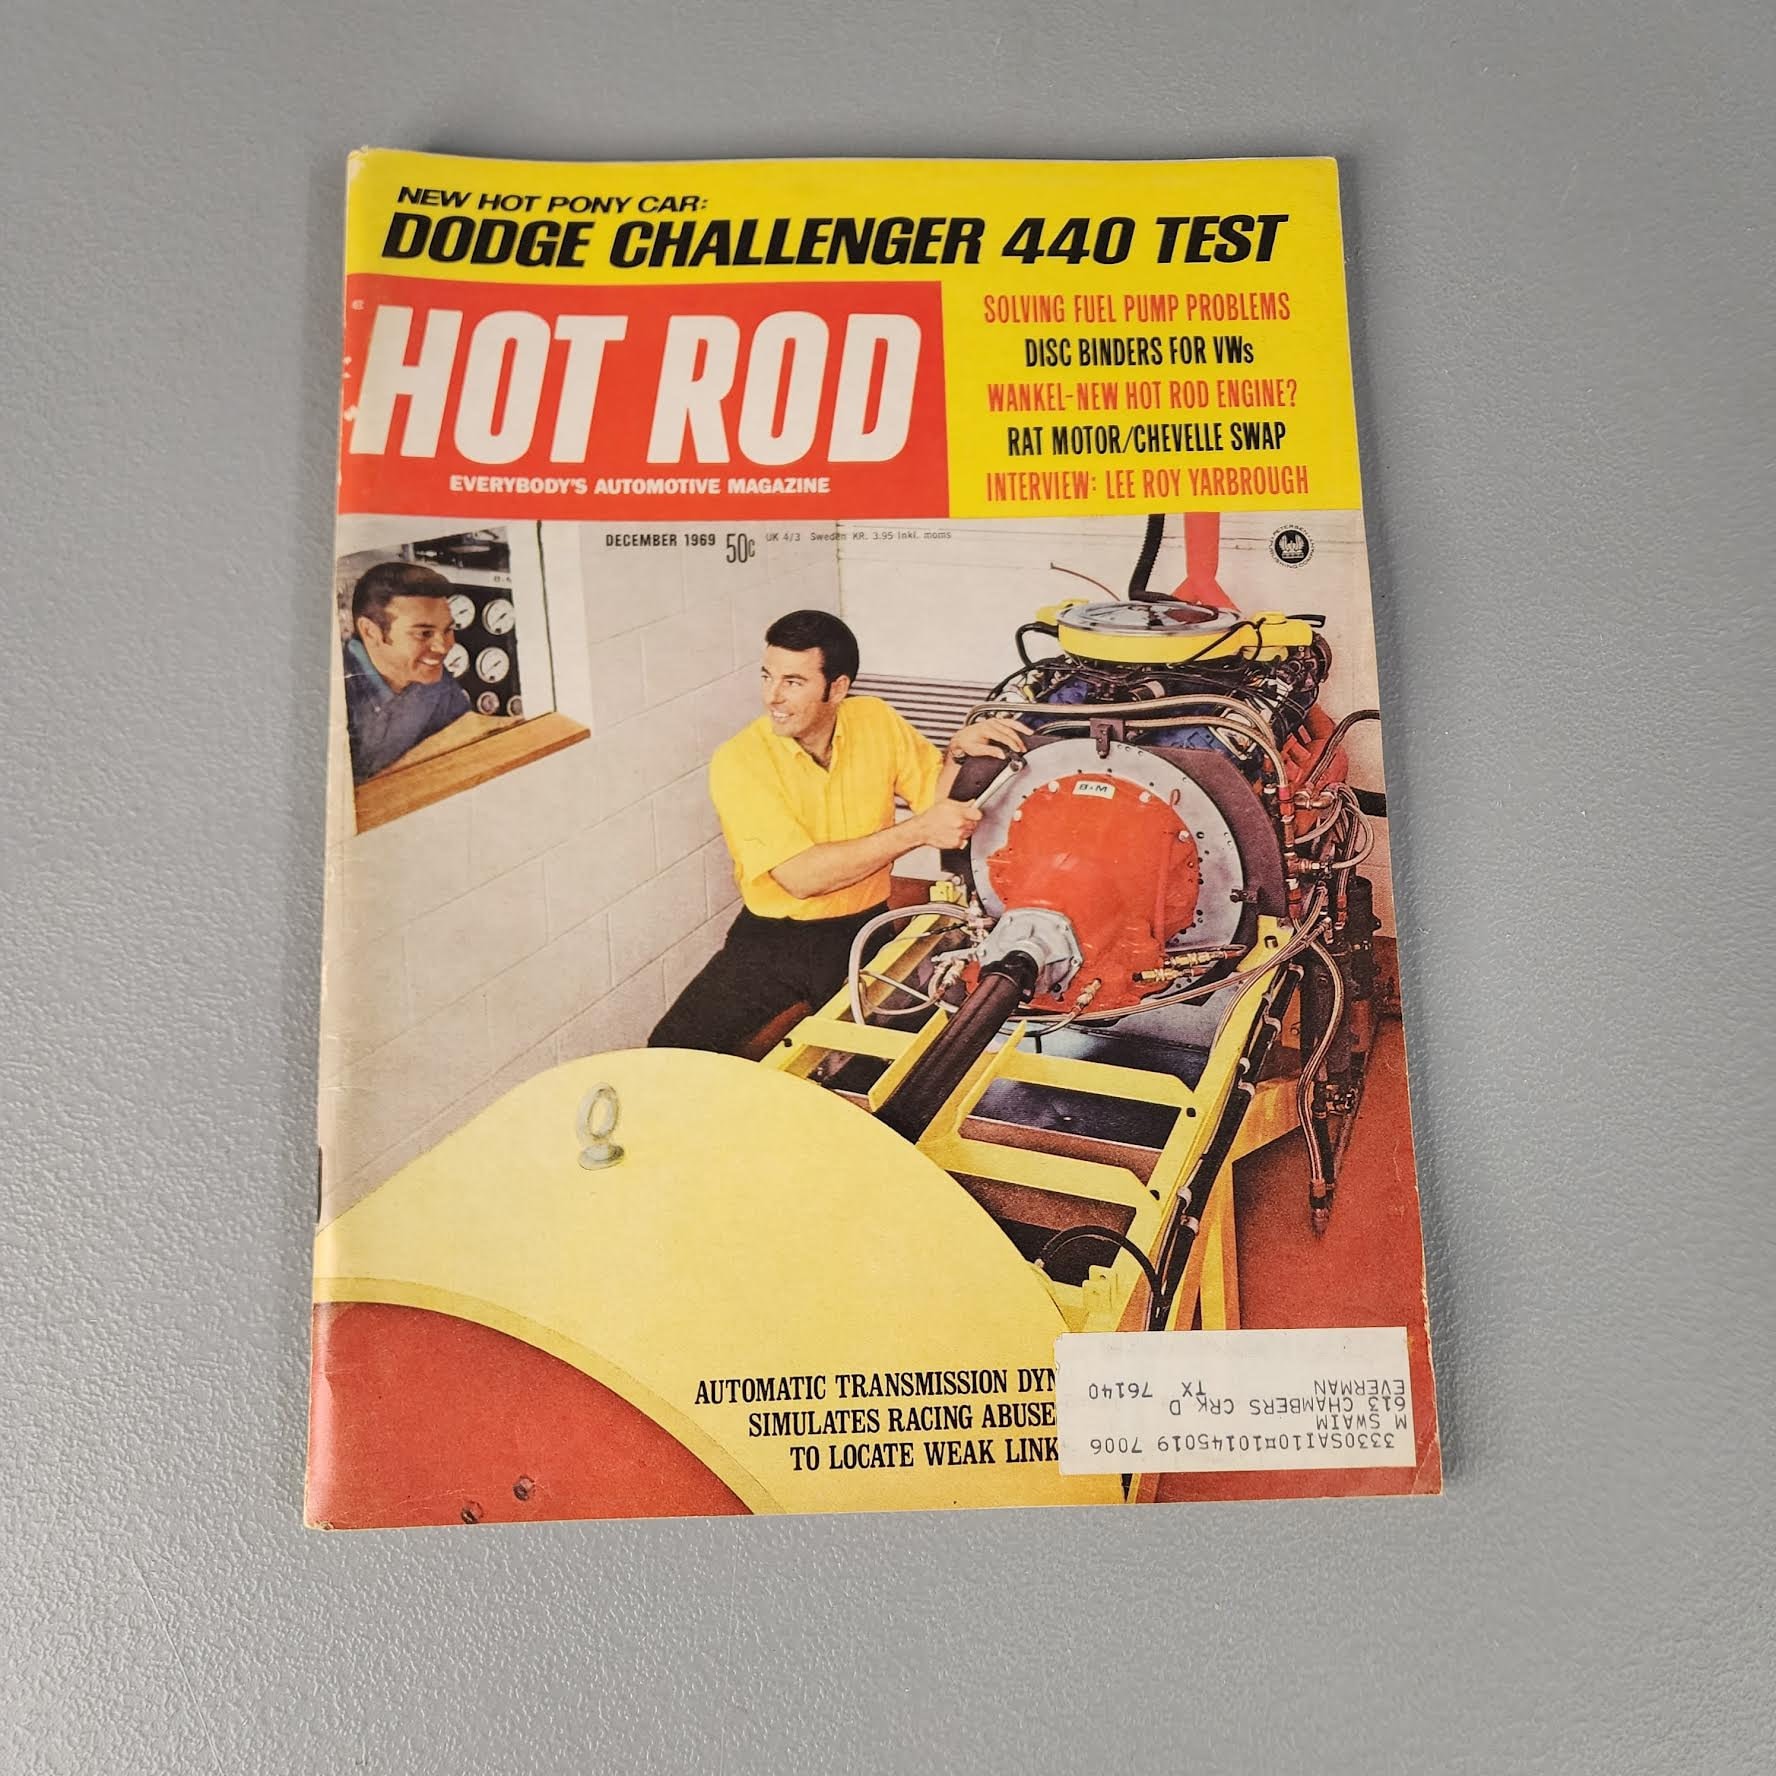 NEW HOT PONY CAR:
DODGE CHALLENGER 440 TEST
HOT ROD
EVERYBODY'S AUTOMOTIVE MAGAZINE
SOLVING FUEL PUMP PROBLEMS
DISC BINDERS FOR VWs
WANKEL-NEW HOT ROD ENGINE?
RAT MOTOR/CHEVELLE SWAP
INTERVIEW: LEE ROY YARBROUGH
DECEMBER 1969 50c UK 4/3 Sweden KR. 3.95 inkl. moms
PETERSEN PUBLISHING COMPANY
B&M
AUTOMATIC TRANSMISSION DYN
SIMULATES RACING ABUSE
TO LOCATE WEAK LINK
3330SAI10¤10145019 7006
M SWAIM
613 CHAMBERS CRK D
EVERMAN TX 76140